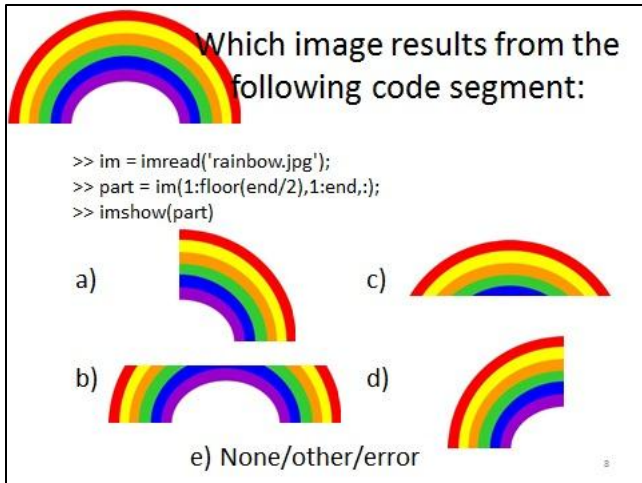 Which image results from the
following code segment:
>> im = imread('rainbow.jpg');
>> part = im(1:floor(end/2),1:end,:);
>> imshow(part)
a)
c)
b)
d)
e) None/other/error
8